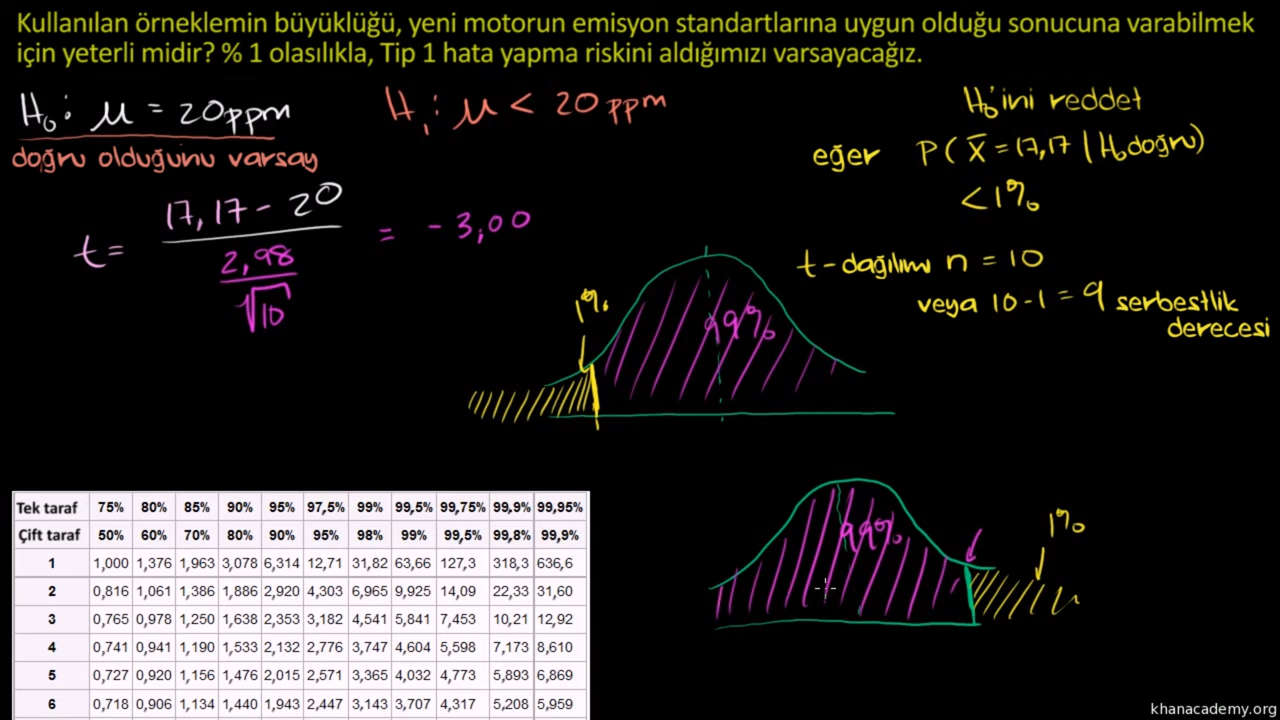 Kullanılan örneklemin büyüklüğü, yeni motorun emisyon standartlarına uygun olduğu sonucuna varabilmek
için yeterli midir? % 1 olasılıkla, Tip 1 hata yapma riskini aldığımızı varsayacağız.
H₀: μ = 20ppm
H₁: μ < 20ppm
doğru olduğunu varsay
H₀'ini reddet
eğer P(x̄ = 17,17 | H₀ doğru)
< 1%
t = (17,17 - 20) / (2,98 / √10) = -3,00
t-dağılımı n = 10
veya 10-1 = 9 serbestlik
derecesi
1%
99%
99%
1%
Tek taraf 75% 80% 85% 90% 95% 97,5% 99% 99,5% 99,75% 99,9% 99,95%
Çift taraf 50% 60% 70% 80% 90% 95% 98% 99% 99,5% 99,8% 99,9%
1 1,000 1,376 1,963 3,078 6,314 12,71 31,82 63,66 127,3 318,3 636,6
2 0,816 1,061 1,386 1,886 2,920 4,303 6,965 9,925 14,09 22,33 31,60
3 0,765 0,978 1,250 1,638 2,353 3,182 4,541 5,841 7,453 10,21 12,92
4 0,741 0,941 1,190 1,533 2,132 2,776 3,747 4,604 5,598 7,173 8,610
5 0,727 0,920 1,156 1,476 2,015 2,571 3,365 4,032 4,773 5,893 6,869
6 0,718 0,906 1,134 1,440 1,943 2,447 3,143 3,707 4,317 5,208 5,959
khanacademy.org